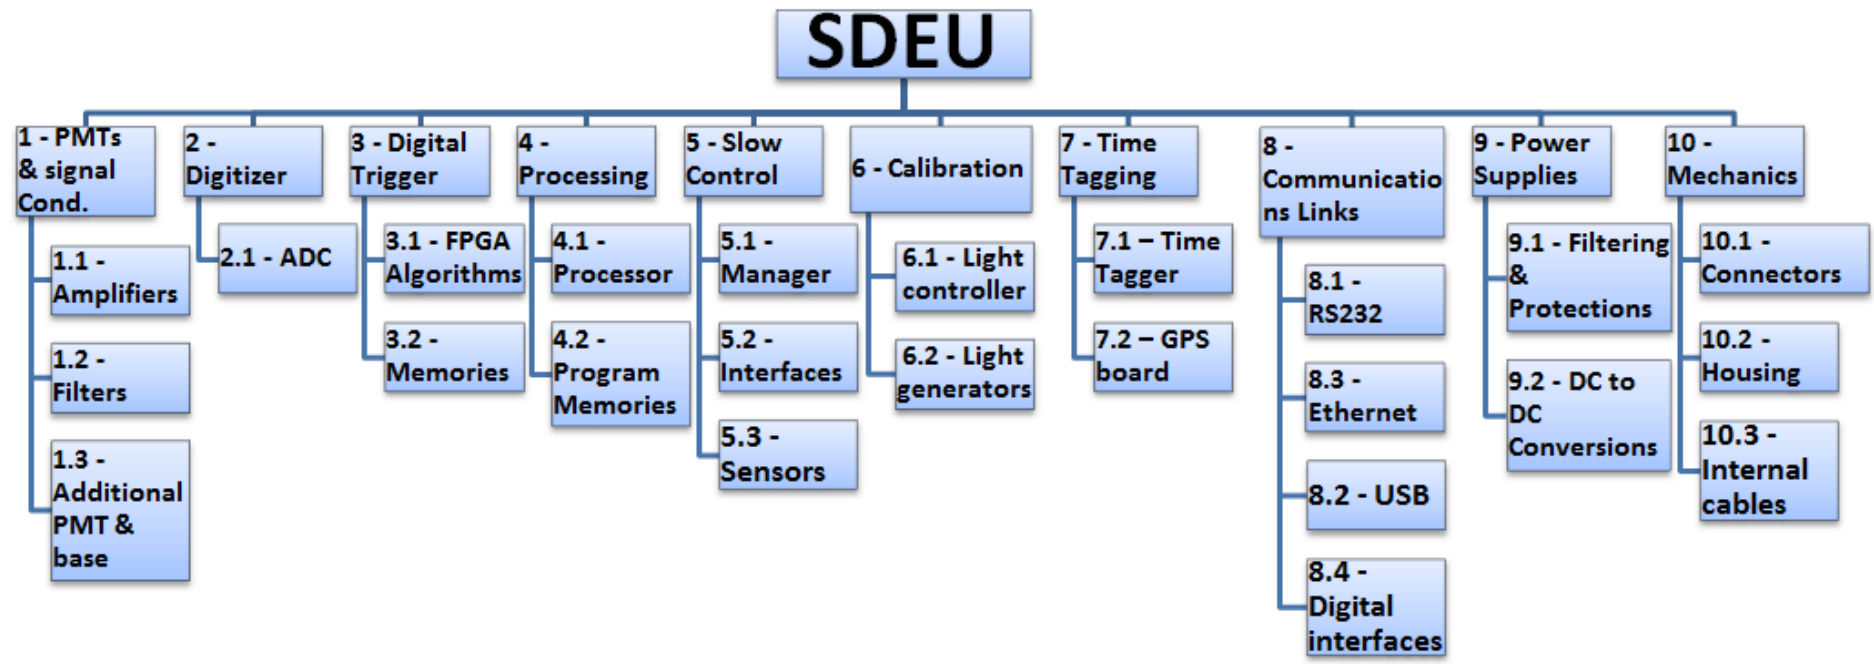 SDEU
1 - PMTs
& signal
Cond.
1.1 -
Amplifiers
1.2 -
Filters
1.3 -
Additional
PMT &
base
2 -
Digitizer
2.1 - ADC
3 - Digital
Trigger
3.1 - FPGA
Algorithms
3.2 -
Memories
4 -
Processing
4.1 -
Processor
4.2 -
Program
Memories
5 - Slow
Control
5.1 -
Manager
5.2 -
Interfaces
5.3 -
Sensors
6 - Calibration
6.1 - Light
controller
6.2 - Light
generators
7 - Time
Tagging
7.1 – Time
Tagger
7.2 – GPS
board
8 -
Communicatio
ns Links
8.1 -
RS232
8.3 -
Ethernet
8.2 - USB
8.4 -
Digital
interfaces
9 - Power
Supplies
9.1 - Filtering
&
Protections
9.2 - DC to
DC
Conversions
10 -
Mechanics
10.1 -
Connectors
10.2 -
Housing
10.3 -
Internal
cables